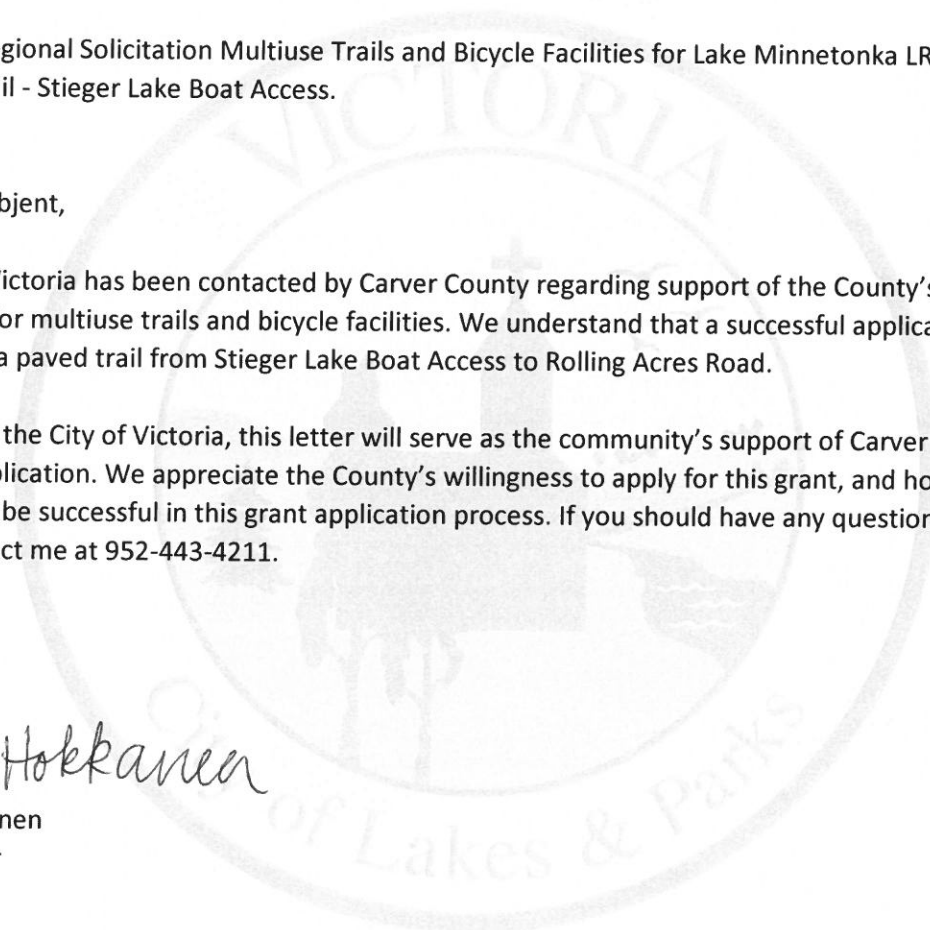 egional Solicitation Multiuse Trails and Bicycle Facilities for Lake Minnetonka LR
il - Stieger Lake Boat Access.
bjent,
Victoria has been contacted by Carver County regarding support of the County's
or multiuse trails and bicycle facilities. We understand that a successful applica
a paved trail from Stieger Lake Boat Access to Rolling Acres Road.
the City of Victoria, this letter will serve as the community's support of Carver
plication. We appreciate the County's willingness to apply for this grant, and ho
be successful in this grant application process. If you should have any question
ct me at 952-443-4211.
Hokkanen
nen
VICTORIA
City of Lakes & Parks